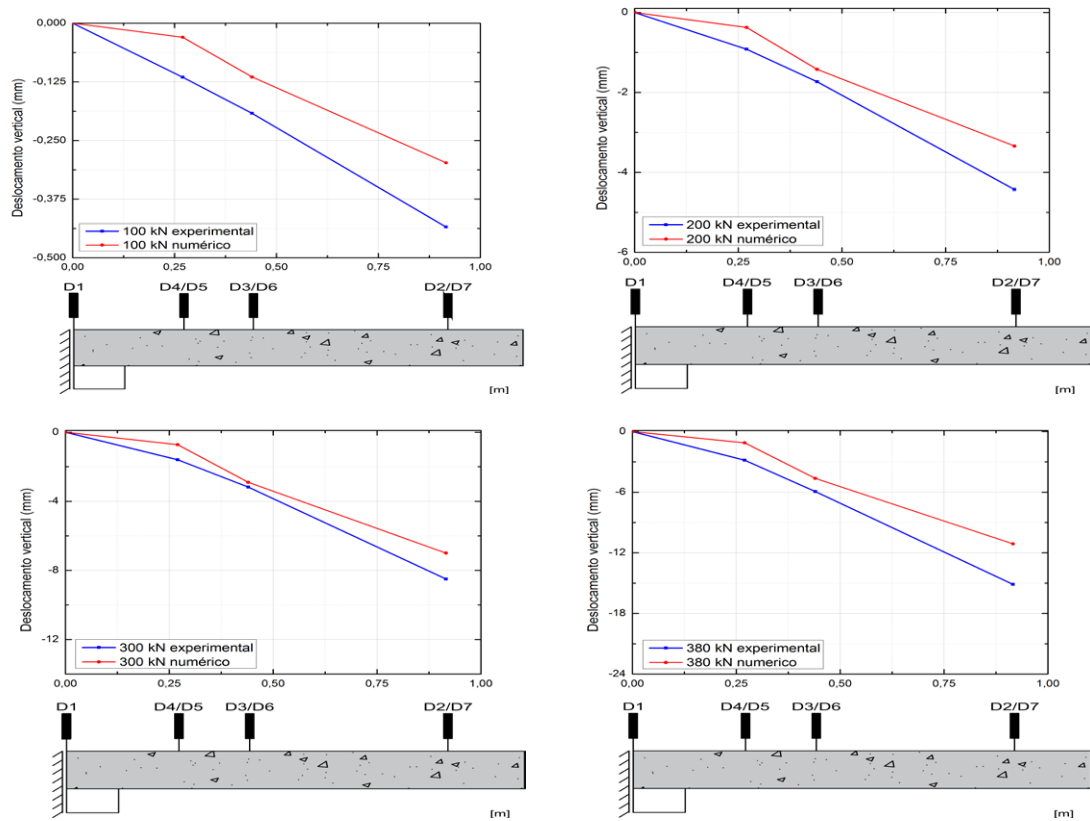 Deslocamento vertical (mm)
0,000
-0,125
-0,250
-0,375
-0,500
100 kN experimental
100 kN numérico
0,00 0,25 0,50 0,75 1,00
D1 D4/D5 D3/D6 D2/D7
[m]
Deslocamento vertical (mm)
0
-2
-4
-6
200 kN experimental
200 kN numérico
0,00 0,25 0,50 0,75 1,00
D1 D4/D5 D3/D6 D2/D7
[m]
Deslocamento vertical (mm)
0
-4
-8
-12
300 kN experimental
300 kN numérico
0,00 0,25 0,50 0,75 1,00
D1 D4/D5 D3/D6 D2/D7
[m]
Deslocamento vertical (mm)
0
-6
-12
-18
-24
380 kN experimental
380 kN numerico
0,00 0,25 0,50 0,75 1,00
D1 D4/D5 D3/D6 D2/D7
[m]